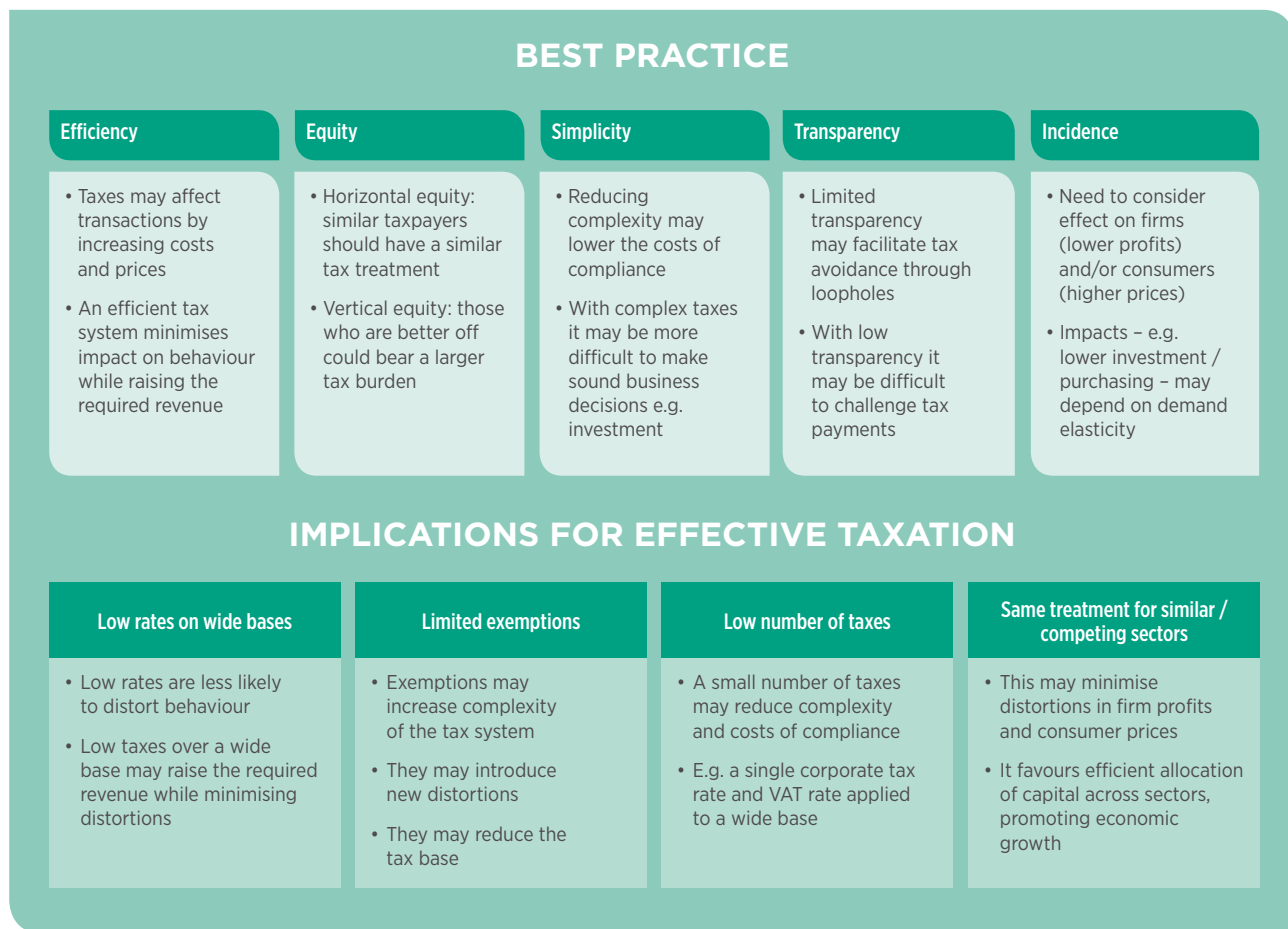 BEST PRACTICE
Efficiency
• Taxes may affect
transactions by
increasing costs
and prices
• An efficient tax
system minimises
impact on behaviour
while raising the
required revenue
Equity
• Horizontal equity:
similar taxpayers
should have a similar
tax treatment
• Vertical equity: those
who are better off
could bear a larger
tax burden
Simplicity
• Reducing
complexity may
lower the costs of
compliance
• With complex taxes
it may be more
difficult to make
sound business
decisions e.g.
investment
Transparency
• Limited
transparency
may facilitate tax
avoidance through
loopholes
• With low
transparency it
may be difficult
to challenge tax
payments
Incidence
• Need to consider
effect on firms
(lower profits)
and/or consumers
(higher prices)
• Impacts – e.g.
lower investment /
purchasing – may
depend on demand
elasticity
IMPLICATIONS FOR EFFECTIVE TAXATION
Low rates on wide bases
• Low rates are less likely
to distort behaviour
• Low taxes over a wide
base may raise the required
revenue while minimising
distortions
Limited exemptions
• Exemptions may
increase complexity
of the tax system
• They may introduce
new distortions
• They may reduce the
tax base
Low number of taxes
• A small number of taxes
may reduce complexity
and costs of compliance
• E.g. a single corporate tax
rate and VAT rate applied
to a wide base
Same treatment for similar /
competing sectors
• This may minimise
distortions in firm profits
and consumer prices
• It favours efficient allocation
of capital across sectors,
promoting economic
growth